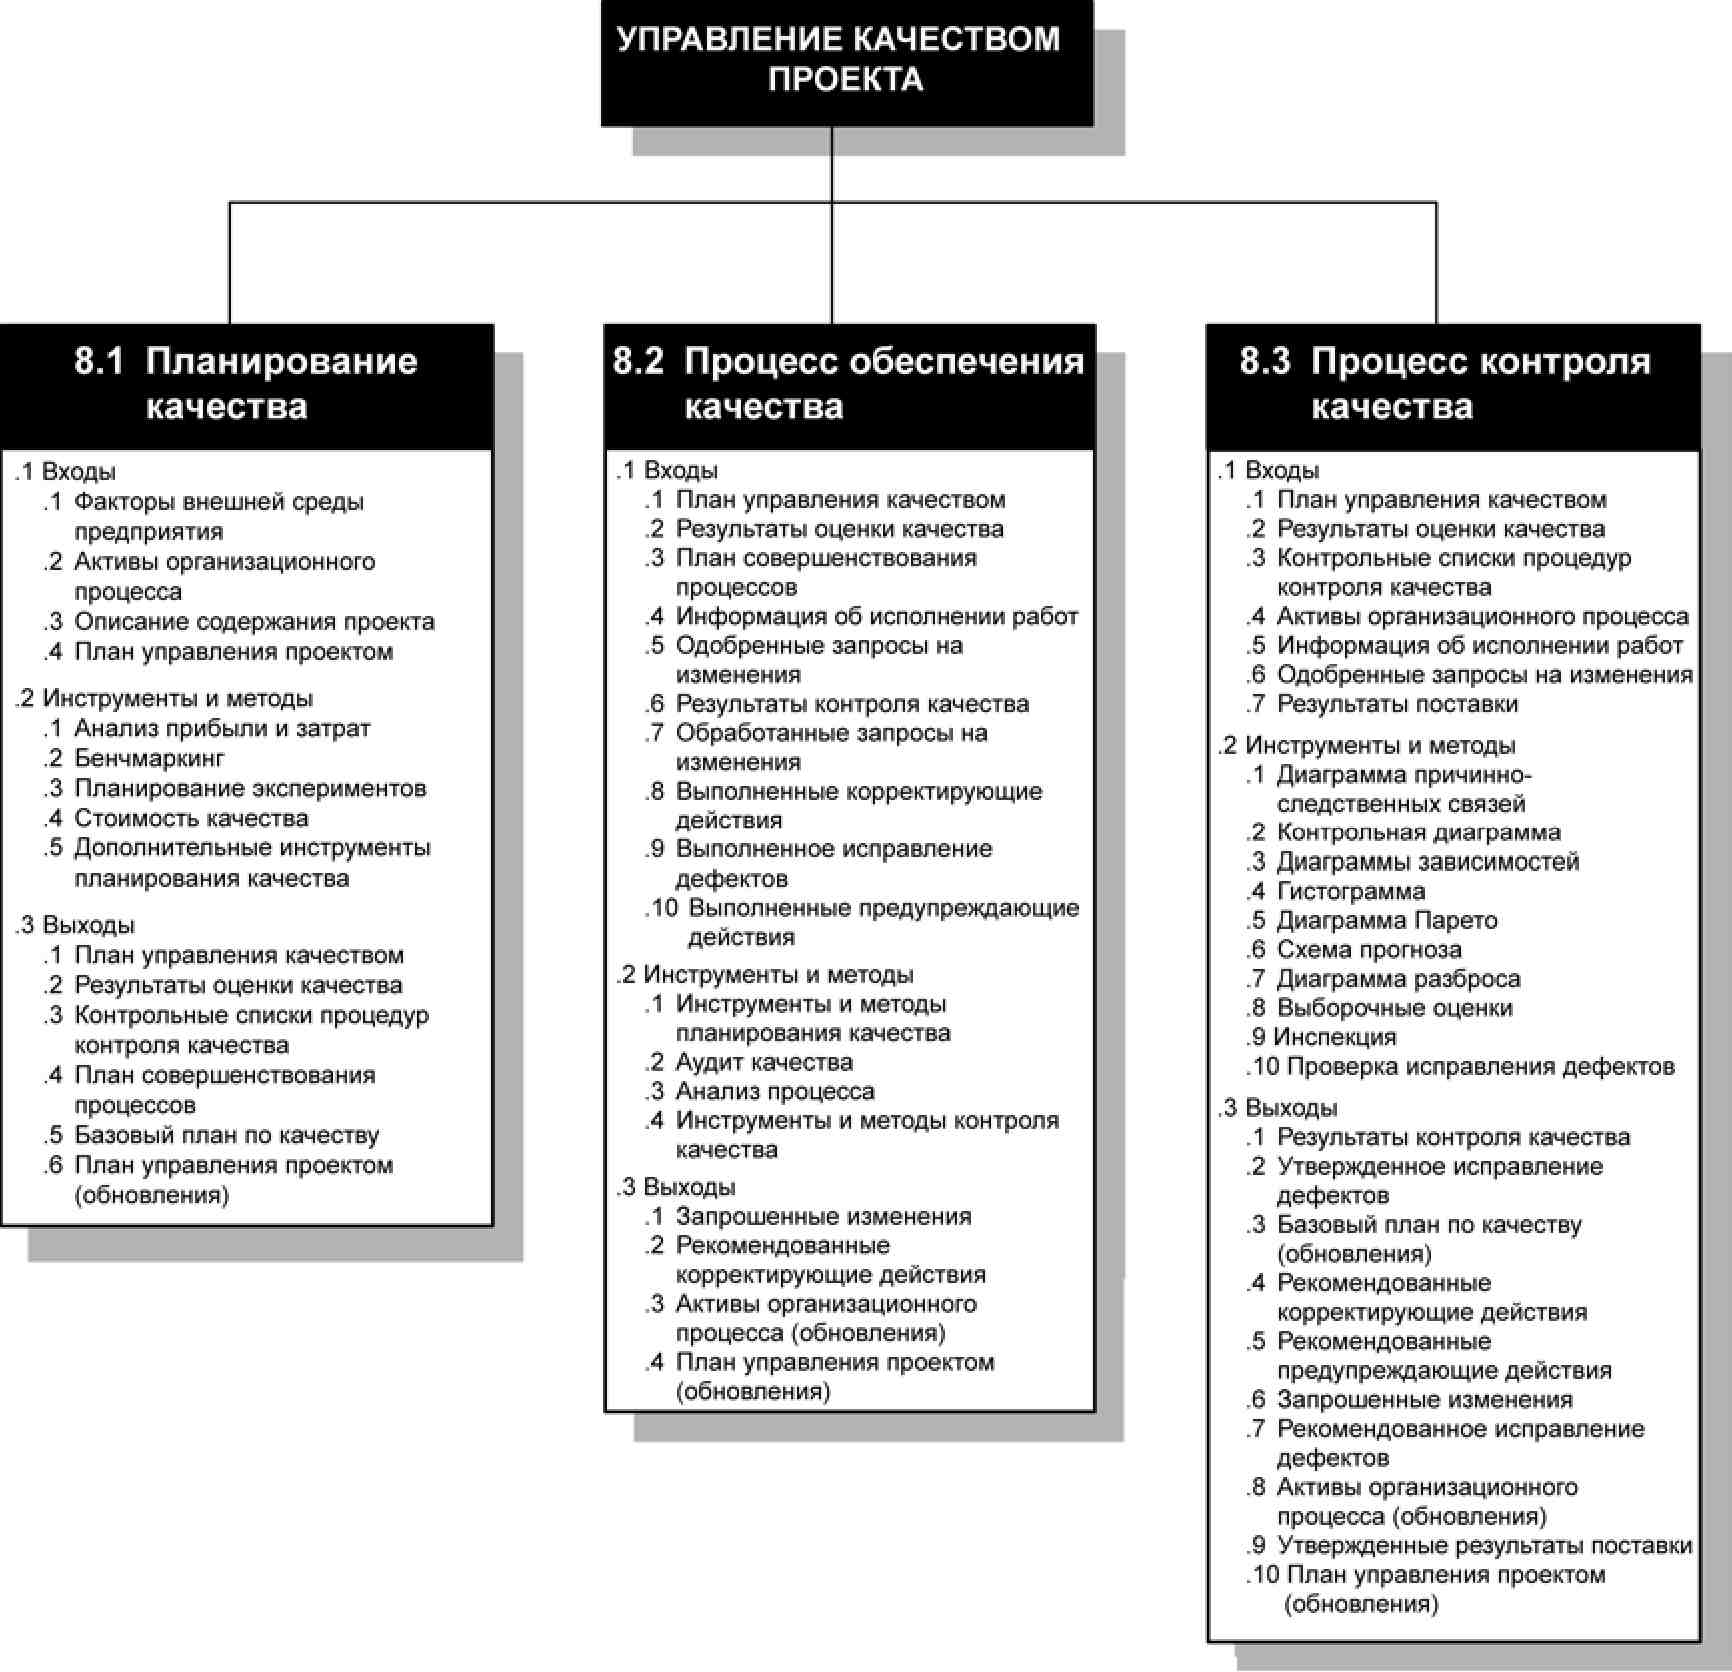 УПРАВЛЕНИЕ КАЧЕСТВОМ
ПРОЕКТА
8.1 Планирование
качества
.1 Входы
.1 Факторы внешней среды
предприятия
.2 Активы организационного
процесса
.3 Описание содержания проекта
.4 План управления проектом
.2 Инструменты и методы
.1 Анализ прибыли и затрат
.2 Бенчмаркинг
.3 Планирование экспериментов
.4 Стоимость качества
.5 Дополнительные инструменты
планирования качества
.3 Выходы
.1 План управления качеством
.2 Результаты оценки качества
.3 Контрольные списки процедур
контроля качества
.4 План совершенствования
процессов
.5 Базовый план по качеству
.6 План управления проектом
(обновления)
8.2 Процесс обеспечения
качества
.1 Входы
.1 План управления качеством
.2 Результаты оценки качества
.3 План совершенствования
процессов
.4 Информация об исполнении работ
.5 Одобренные запросы на
изменения
.6 Результаты контроля качества
.7 Обработанные запросы на
изменения
.8 Выполненные корректирующие
действия
.9 Выполненное исправление
дефектов
.10 Выполненные предупреждающие
действия
.2 Инструменты и методы
.1 Инструменты и методы
планирования качества
.2 Аудит качества
.3 Анализ процесса
.4 Инструменты и методы контроля
качества
.3 Выходы
.1 Запрошенные изменения
.2 Рекомендованные
корректирующие действия
.3 Активы организационного
процесса (обновления)
.4 План управления проектом
(обновления)
8.3 Процесс контроля
качества
.1 Входы
.1 План управления качеством
.2 Результаты оценки качества
.3 Контрольные списки процедур
контроля качества
.4 Активы организационного процесса
.5 Информация об исполнении работ
.6 Одобренные запросы на изменения
.7 Результаты поставки
.2 Инструменты и методы
.1 Диаграмма причинно-
следственных связей
.2 Контрольная диаграмма
.3 Диаграммы зависимостей
.4 Гистограмма
.5 Диаграмма Парето
.6 Схема прогноза
.7 Диаграмма разброса
.8 Выборочные оценки
.9 Инспекция
.10 Проверка исправления дефектов
.3 Выходы
.1 Результаты контроля качества
.2 Утвержденное исправление
дефектов
.3 Базовый план по качеству
(обновления)
.4 Рекомендованные
корректирующие действия
.5 Рекомендованные
предупреждающие действия
.6 Запрошенные изменения
.7 Рекомендованное исправление
дефектов
.8 Активы организационного
процесса (обновления)
.9 Утвержденные результаты поставки
.10 План управления проектом
(обновления)